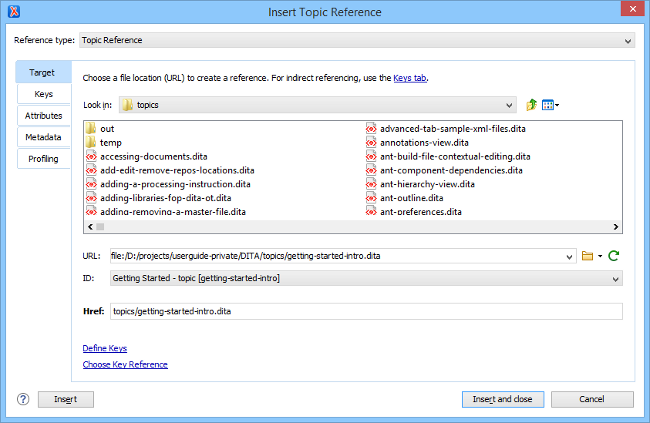 Insert Topic Reference
Reference type: Topic Reference
Target
Keys
Attributes
Metadata
Profiling
Choose a file location (URL) to create a reference. For indirect referencing, use the Keys tab.
Look in: topics
out
temp
accessing-documents.dita
add-edit-remove-repos-locations.dita
adding-a-processing-instruction.dita
adding-libraries-fop-dita-ot.dita
adding-removing-a-master-file.dita
advanced-tab-sample-xml-files.dita
annotations-view.dita
ant-build-file-contextual-editing.dita
ant-component-dependencies.dita
ant-hierarchy-view.dita
ant-outline.dita
ant-preferences.dita
URL: file:/D:/projects/userguide-private/DITA/topics/getting-started-intro.dita
ID: Getting Started - topic [getting-started-intro]
Href: topics/getting-started-intro.dita
Define Keys
Choose Key Reference
? Insert Insert and close Cancel